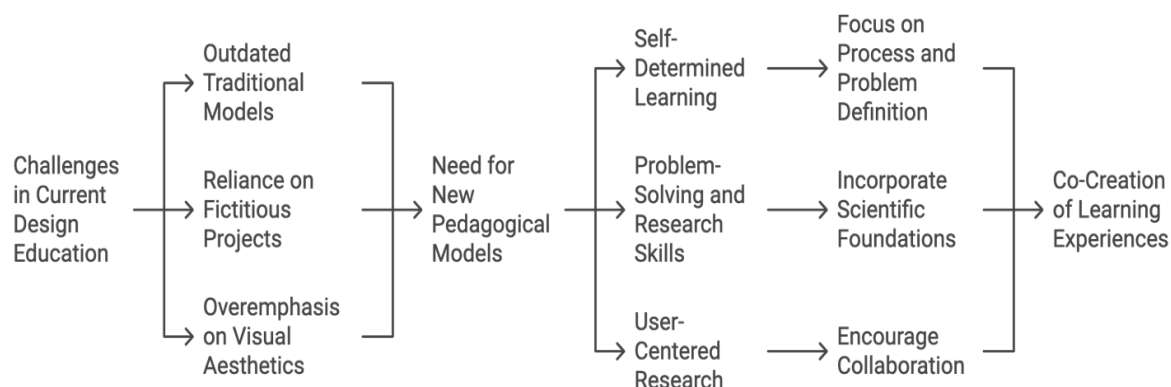 Challenges
in Current
Design
Education
Outdated
Traditional
Models
Reliance on
Fictitious
Projects
Overemphasis
on Visual
Aesthetics
Need for
New
Pedagogical
Models
Self-
Determined
Learning
Problem-
Solving and
Research
Skills
User-
Centered
Research
Focus on
Process and
Problem
Definition
Incorporate
Scientific
Foundations
Encourage
Collaboration
Co-Creation
of Learning
Experiences